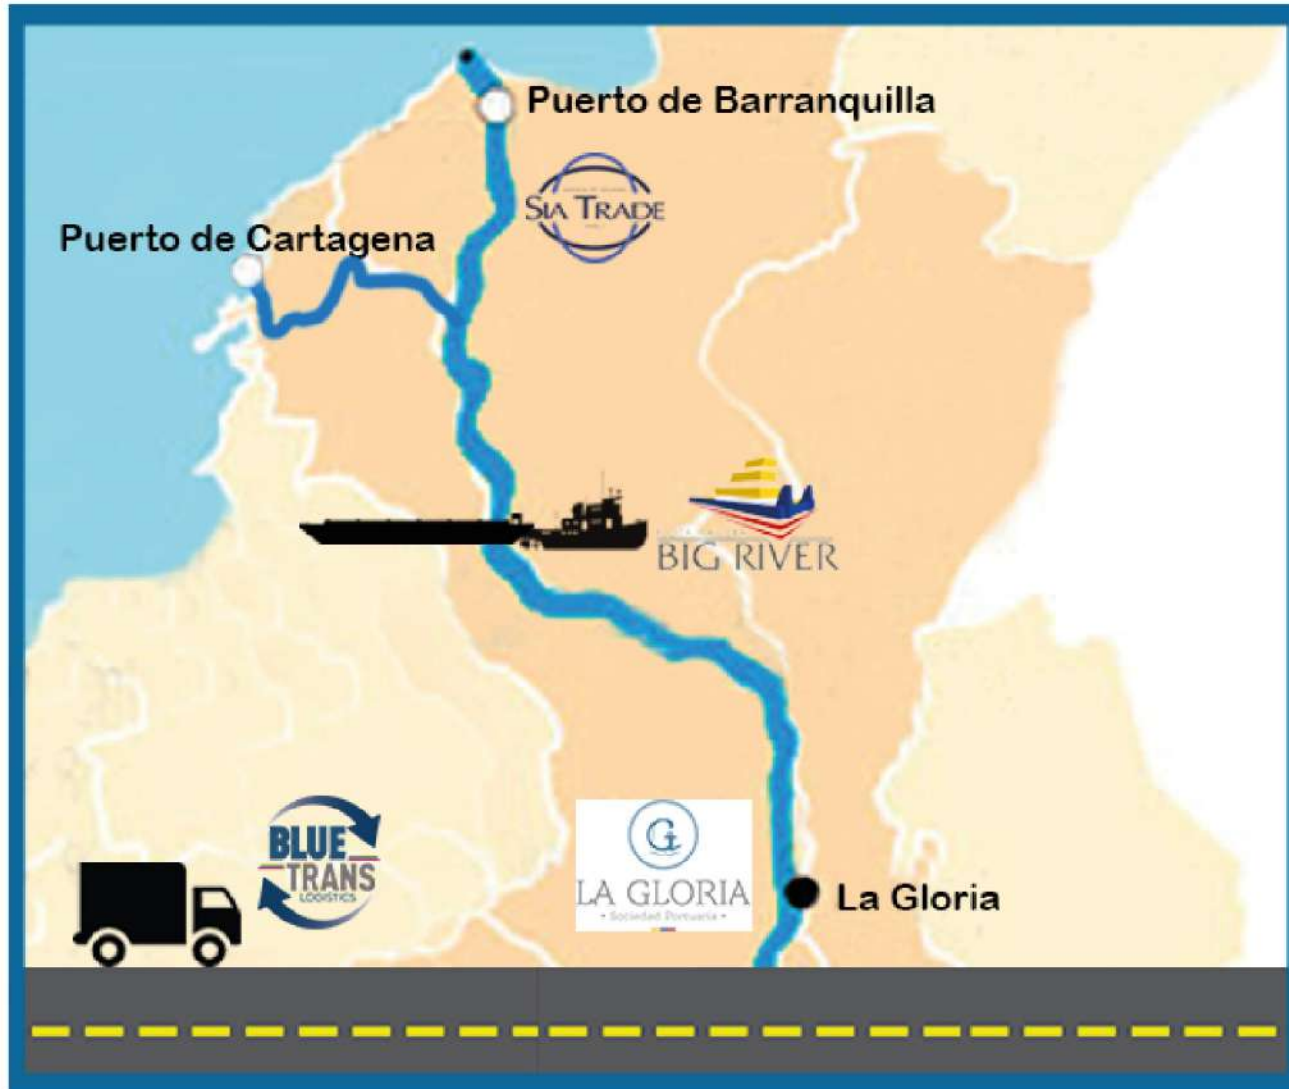 Puerto de Barranquilla
SIA TRADE
Puerto de Cartagena
BIG RIVER
BLUE
TRANS
LOGISTICS
LA GLORIA
• Sociedad Portuaria •
La Gloria